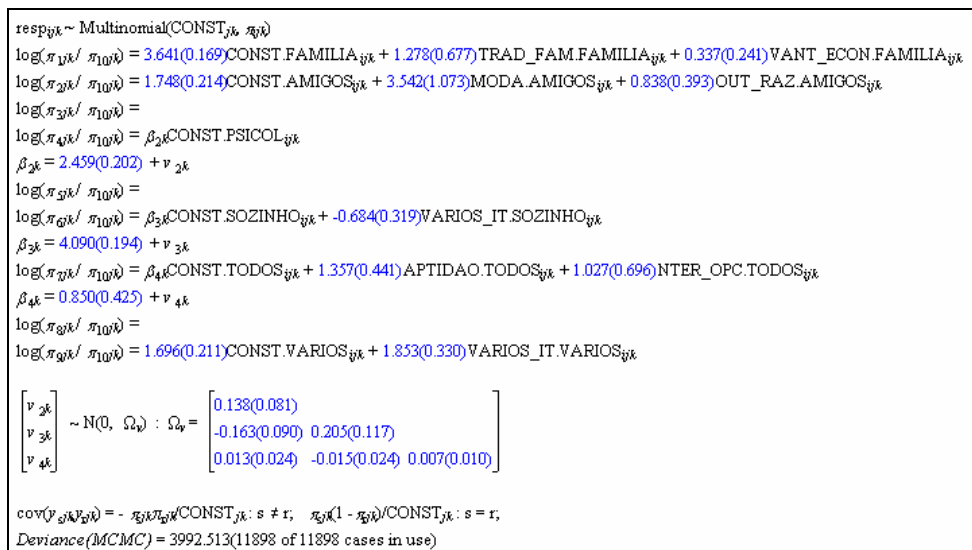 resp_ijk ~ Multinomial(CONST_jk, π_ijk)
log(π_1jk/ π_10jk) = 3.641(0.169)CONST.FAMILIA_ijk + 1.278(0.677)TRAD_FAM.FAMILIA_ijk + 0.337(0.241)VANT_ECON.FAMILIA_ijk
log(π_2jk/ π_10jk) = 1.748(0.214)CONST.AMIGOS_ijk + 3.542(1.073)MODA.AMIGOS_ijk + 0.838(0.393)OUT_RAZ.AMIGOS_ijk
log(π_3jk/ π_10jk) =
log(π_4jk/ π_10jk) = β_2kCONST.PSICOL_ijk
β_2k = 2.459(0.202) + v_2k
log(π_5jk/ π_10jk) =
log(π_6jk/ π_10jk) = β_3kCONST.SOZINHO_ijk + -0.684(0.319)VARIOS_IT.SOZINHO_ijk
β_3k = 4.090(0.194) + v_3k
log(π_7jk/ π_10jk) = β_4kCONST.TODOS_ijk + 1.357(0.441)APTIDAO.TODOS_ijk + 1.027(0.696)NTER_OPC.TODOS_ijk
β_4k = 0.850(0.425) + v_4k
log(π_8jk/ π_10jk) =
log(π_9jk/ π_10jk) = 1.696(0.211)CONST.VARIOS_ijk + 1.853(0.330)VARIOS_IT.VARIOS_ijk
v_2k 0.138(0.081)
v_3k ~ N(0, Ω_v) : Ω_v = -0.163(0.090) 0.205(0.117)
v_4k 0.013(0.024) -0.015(0.024) 0.007(0.010)
cov(y_sjk,y_rjk) = - π_sjkπ_rjk/CONST_jk : s ≠ r; π_sjk(1 - π_sjk)/CONST_jk : s = r;
Deviance(MCMC) = 3992.513(11898 of 11898 cases in use)